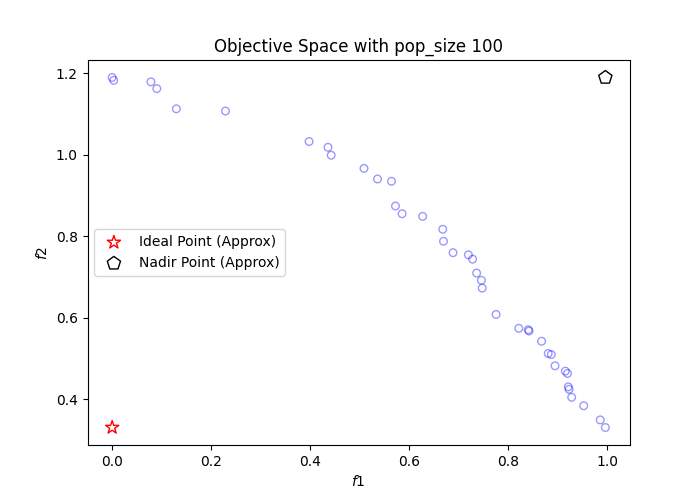 Objective Space with pop_size 100
1.2
1.0
0.8
0.6
0.4
f2
Ideal Point (Approx)
Nadir Point (Approx)
0.0 0.2 0.4 0.6 0.8 1.0
f1